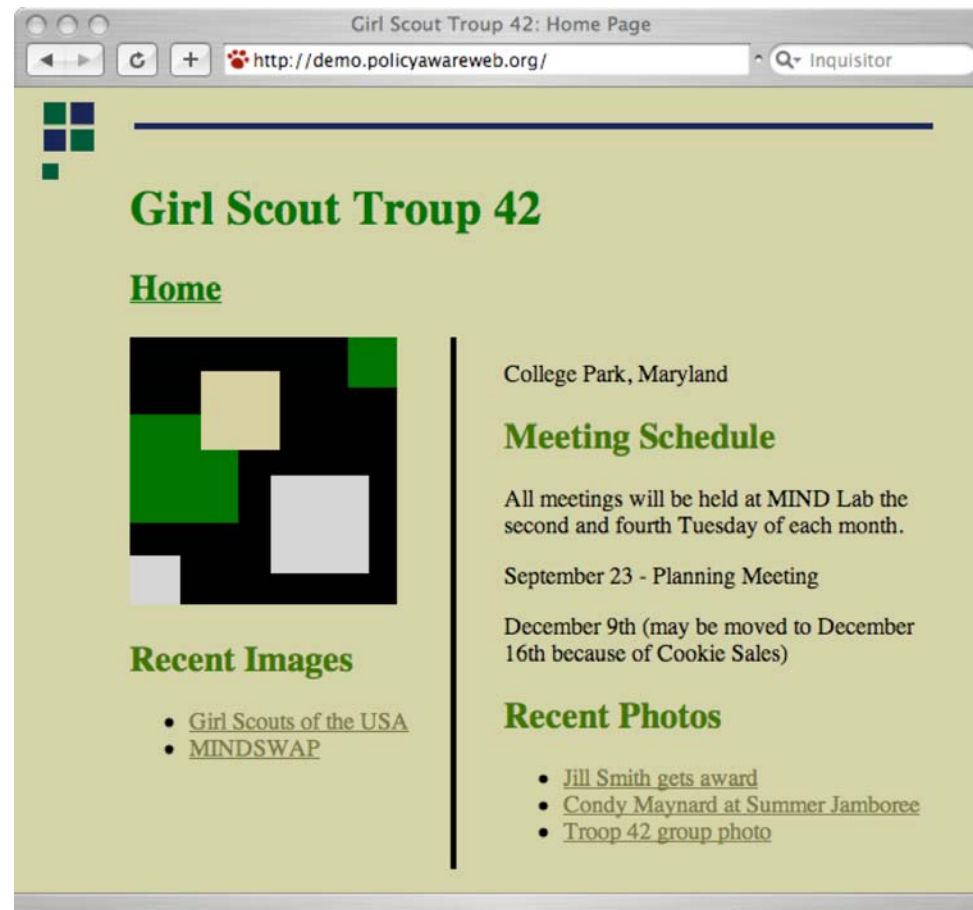 Girl Scout Troup 42: Home Page
http://demo.policyawareweb.org/
Inquisitor
Girl Scout Troup 42
Home
College Park, Maryland
Meeting Schedule
All meetings will be held at MIND Lab the
second and fourth Tuesday of each month.
September 23 - Planning Meeting
December 9th (may be moved to December
16th because of Cookie Sales)
Recent Images
Girl Scouts of the USA
MINDSWAP
Recent Photos
Jill Smith gets award
Condy Maynard at Summer Jamboree
Troop 42 group photo